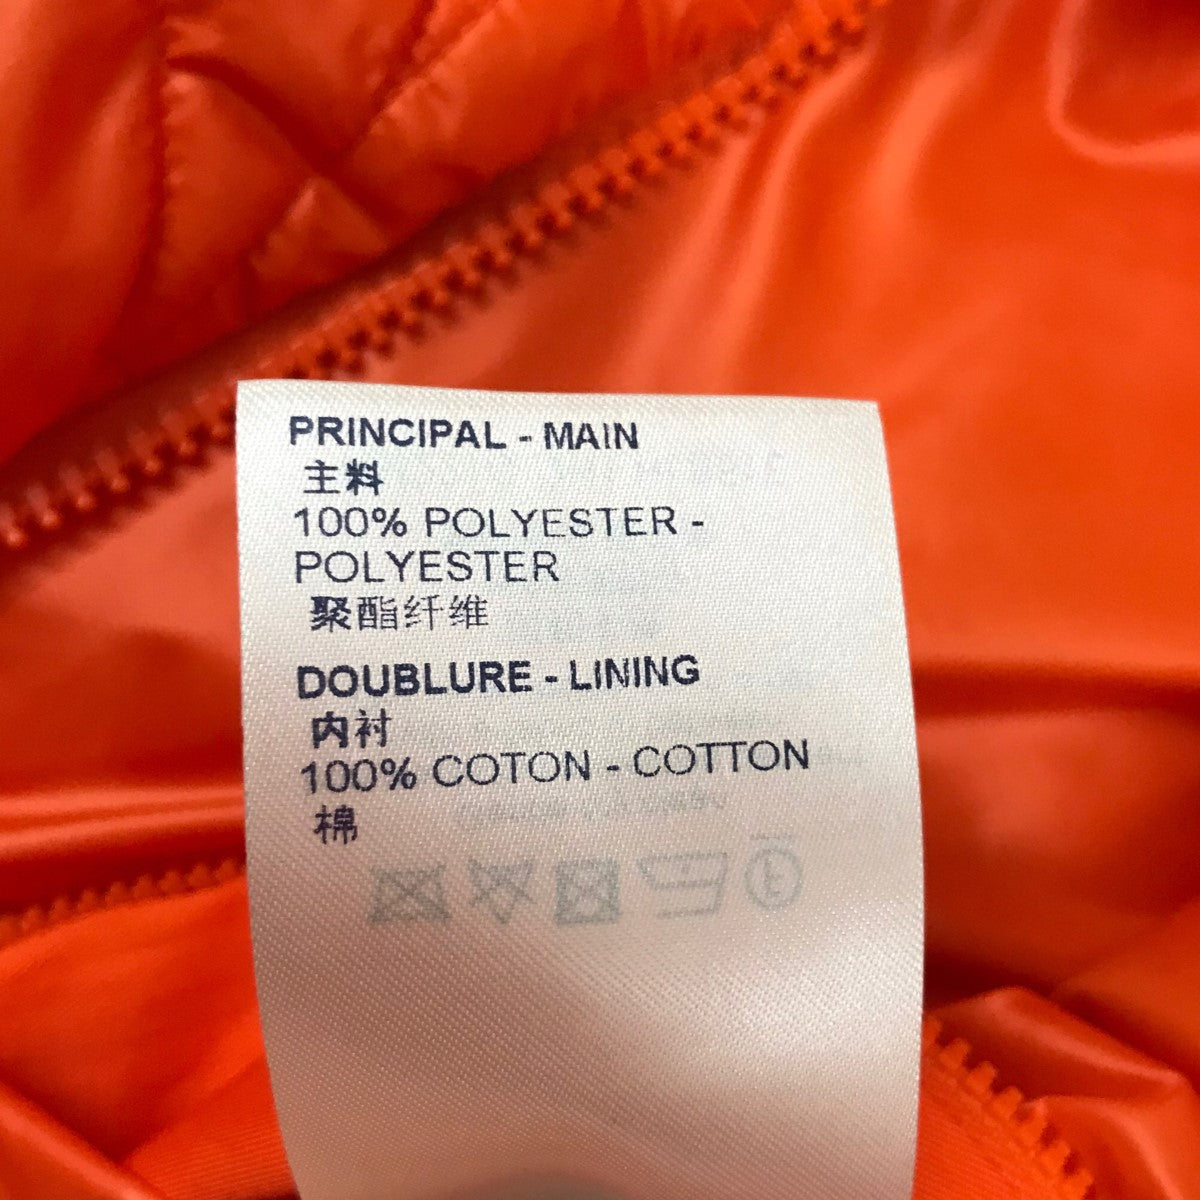 PRINCIPAL - MAIN
主料
100% POLYESTER -
POLYESTER
聚酯纤维
DOUBLURE - LINING
内衬
100% COTON - COTTON
棉